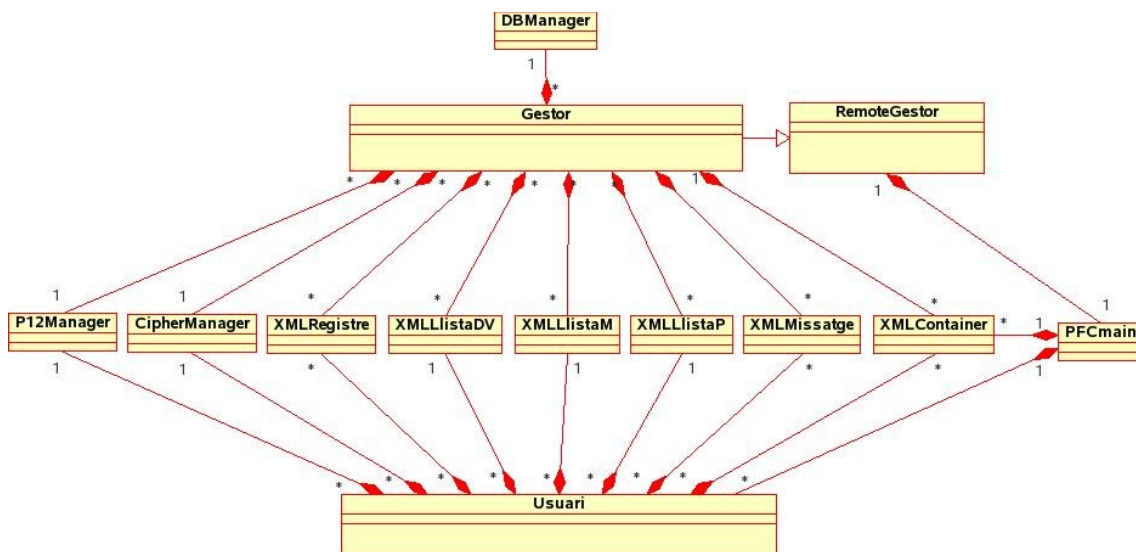 DBManager
1
*
Gestor
RemoteGestor
* * * * * * * 1
1
1 1 * * * * * * 1
P12Manager CipherManager XMLRegistre XMLLlistaDV XMLLlistaM XMLLlistaP XMLMissatge XMLContainer * 1 PFCmain
1 1 * 1 1 1 * * 1
* * * * * * * * *
Usuari